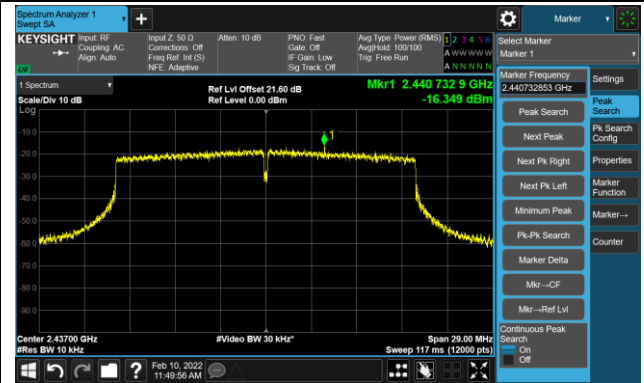 Spectrum Analyzer 1
Swept SA
Marker
KEYSIGHT
Input: RF
Coupling: AC
Align: Auto
Input Z: 50 Ω
Corrections: Off
Freq Ref: Int (S)
NFE: Adaptive
Atten: 10 dB
PNO: Fast
Gate: Off
IF Gain: Low
Sig Track: Off
Avg Type: Power (RMS)
Avg|Hold: 100/100
Trig: Free Run
1 2 3 4 5 6
A W W W W W
A N N N N N
Select Marker
Marker 1
1 Spectrum
Scale/Div 10 dB
Log
Ref Lvl Offset 21.60 dB
Ref Level 0.00 dBm
Mkr1 2.440 732 9 GHz
-16.349 dBm
Marker Frequency
2.440732853 GHz
Settings
Peak Search
Peak
Search
Next Peak
Pk Search
Config
Next Pk Right
Properties
Next Pk Left
Marker
Function
Minimum Peak
Marker→
Pk-Pk Search
Counter
Marker Delta
Mkr→CF
Mkr→Ref Lvl
Continuous Peak
Search
On
Off
1
-10.0
-20.0
-30.0
-40.0
-50.0
-60.0
-70.0
-80.0
-90.0
Center 2.43700 GHz
#Res BW 10 kHz
#Video BW 30 kHz*
Span 29.00 MHz
Sweep 117 ms (12000 pts)
Feb 10, 2022
11:49:56 AM